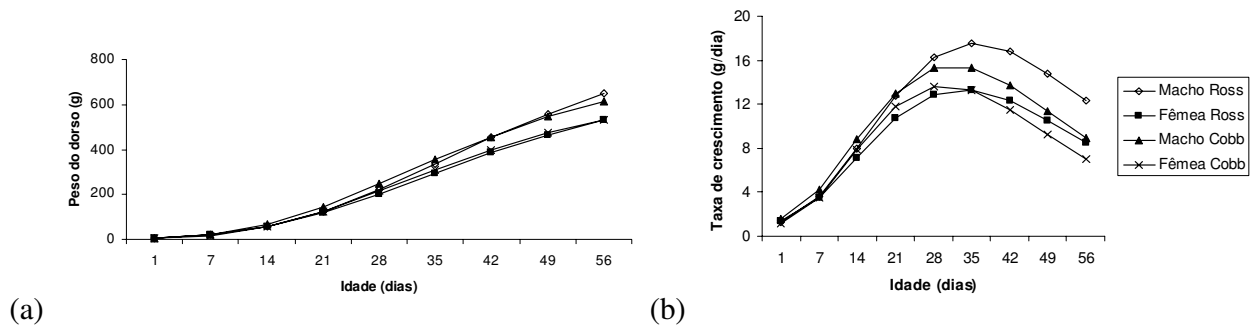 800
600
400
200
0
Peso do dorso (g)
1 7 14 21 28 35 42 49 56
Idade (dias)
(a)
20
16
12
8
4
0
Taxa de crescimento (g/dia)
1 7 14 21 28 35 42 49 56
Idade (dias)
(b)
Macho Ross
Fêmea Ross
Macho Cobb
Fêmea Cobb